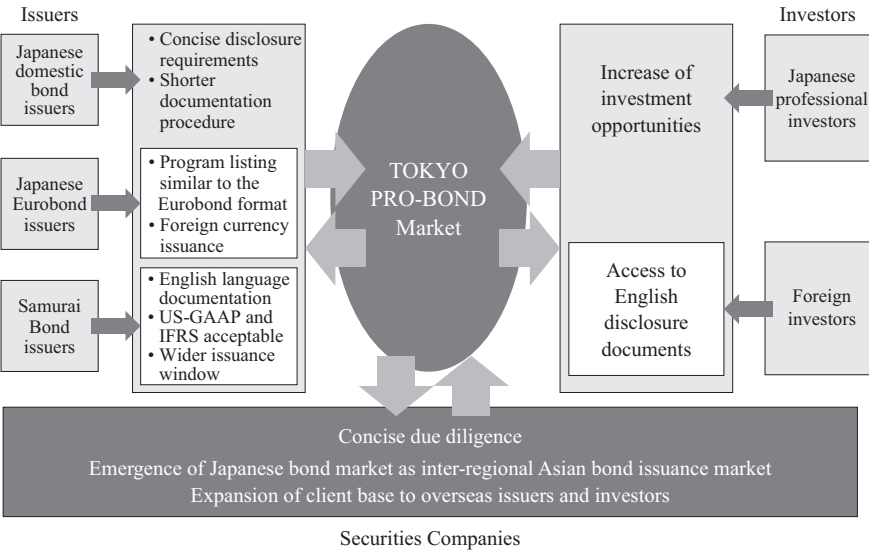 Issuers
Japanese
domestic
bond
issuers
Japanese
Eurobond
issuers
Samurai
Bond
issuers
• Concise disclosure
requirements
• Shorter
documentation
procedure
• Program listing
similar to the
Eurobond format
• Foreign currency
issuance
• English language
documentation
• US-GAAP and
IFRS acceptable
• Wider issuance
window
TOKYO
PRO-BOND
Market
Increase of
investment
opportunities
Access to
English
disclosure
documents
Investors
Japanese
professional
investors
Foreign
investors
Concise due diligence
Emergence of Japanese bond market as inter-regional Asian bond issuance market
Expansion of client base to overseas issuers and investors
Securities Companies